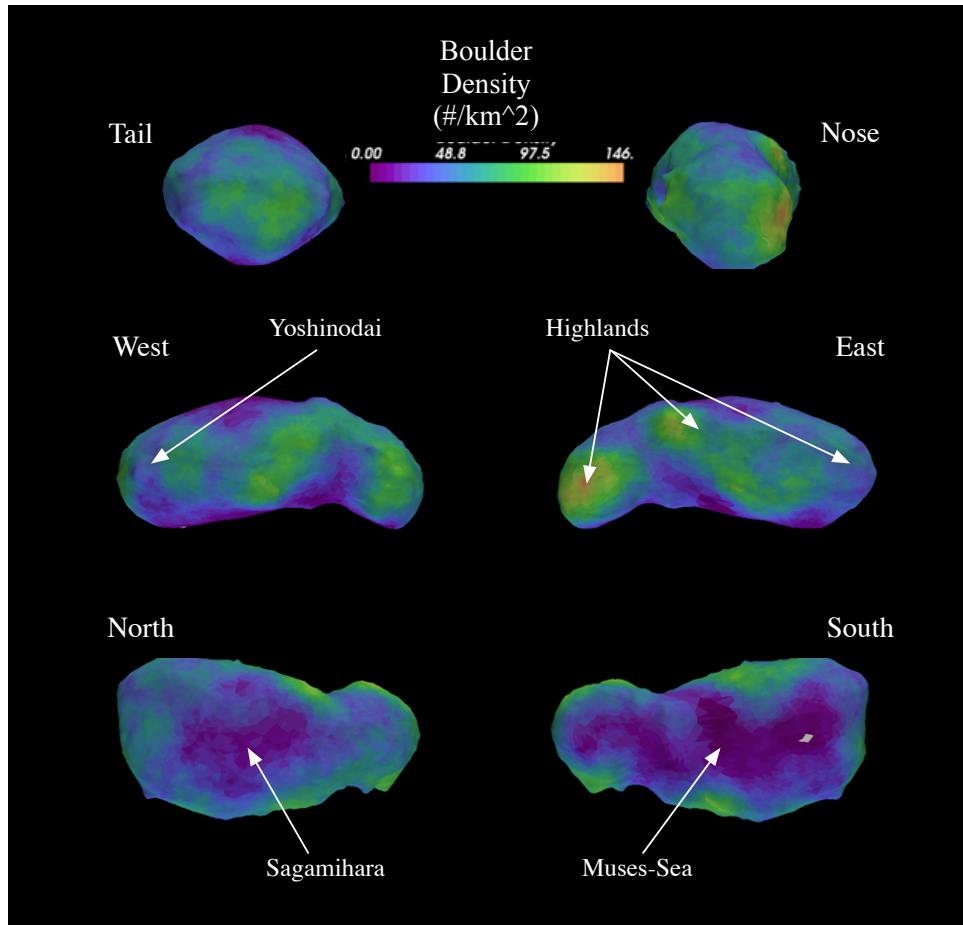 Boulder
Density
(#/km^2)
Tail
Nose
0.00 48.8 97.5 146.
Yoshinodai
Highlands
West
East
North
South
Sagamihara
Muses-Sea